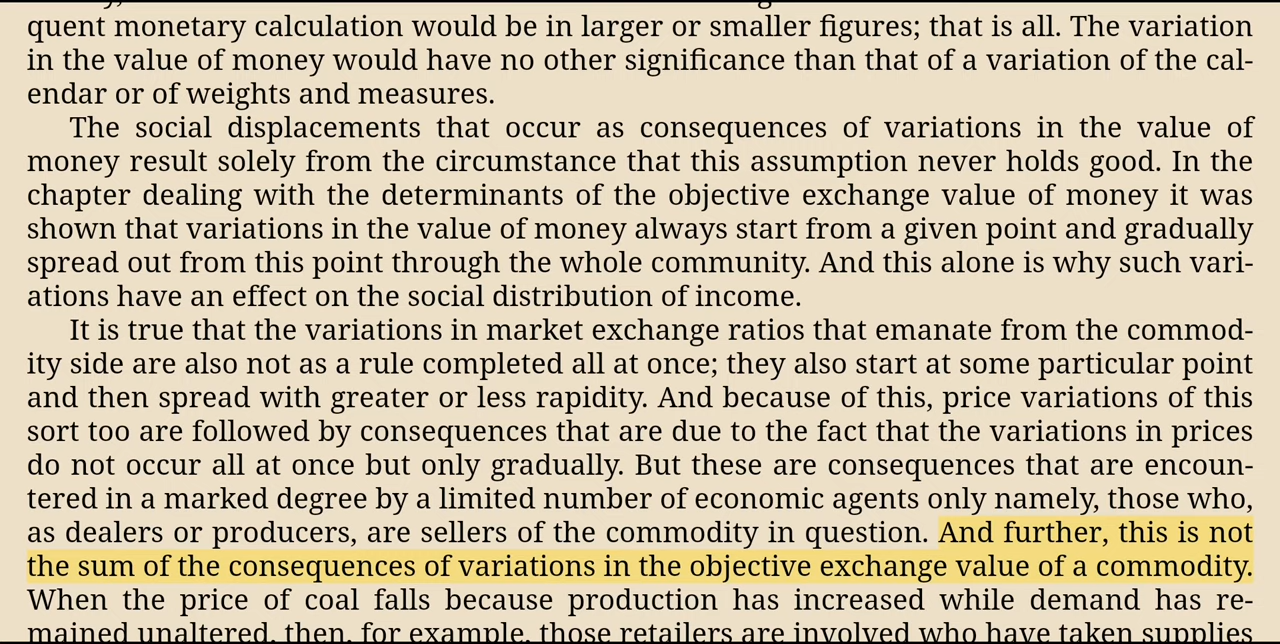 quent monetary calculation would be in larger or smaller figures; that is all. The variation
in the value of money would have no other significance than that of a variation of the cal-
endar or of weights and measures.
The social displacements that occur as consequences of variations in the value of
money result solely from the circumstance that this assumption never holds good. In the
chapter dealing with the determinants of the objective exchange value of money it was
shown that variations in the value of money always start from a given point and gradually
spread out from this point through the whole community. And this alone is why such vari-
ations have an effect on the social distribution of income.
It is true that the variations in market exchange ratios that emanate from the commod-
ity side are also not as a rule completed all at once; they also start at some particular point
and then spread with greater or less rapidity. And because of this, price variations of this
sort too are followed by consequences that are due to the fact that the variations in prices
do not occur all at once but only gradually. But these are consequences that are encoun-
tered in a marked degree by a limited number of economic agents only namely, those who,
as dealers or producers, are sellers of the commodity in question. And further, this is not
the sum of the consequences of variations in the objective exchange value of a commodity.
When the price of coal falls because production has increased while demand has re-
mained unaltered, then, for example, those retailers are involved who have taken supplies